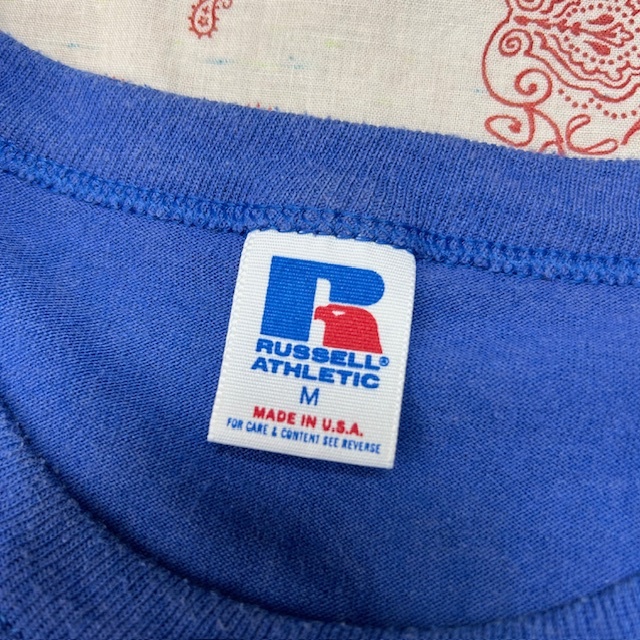 R
RUSSELL®
ATHLETIC
M
MADE IN U.S.A.
FOR CARE & CONTENT SEE REVERSE